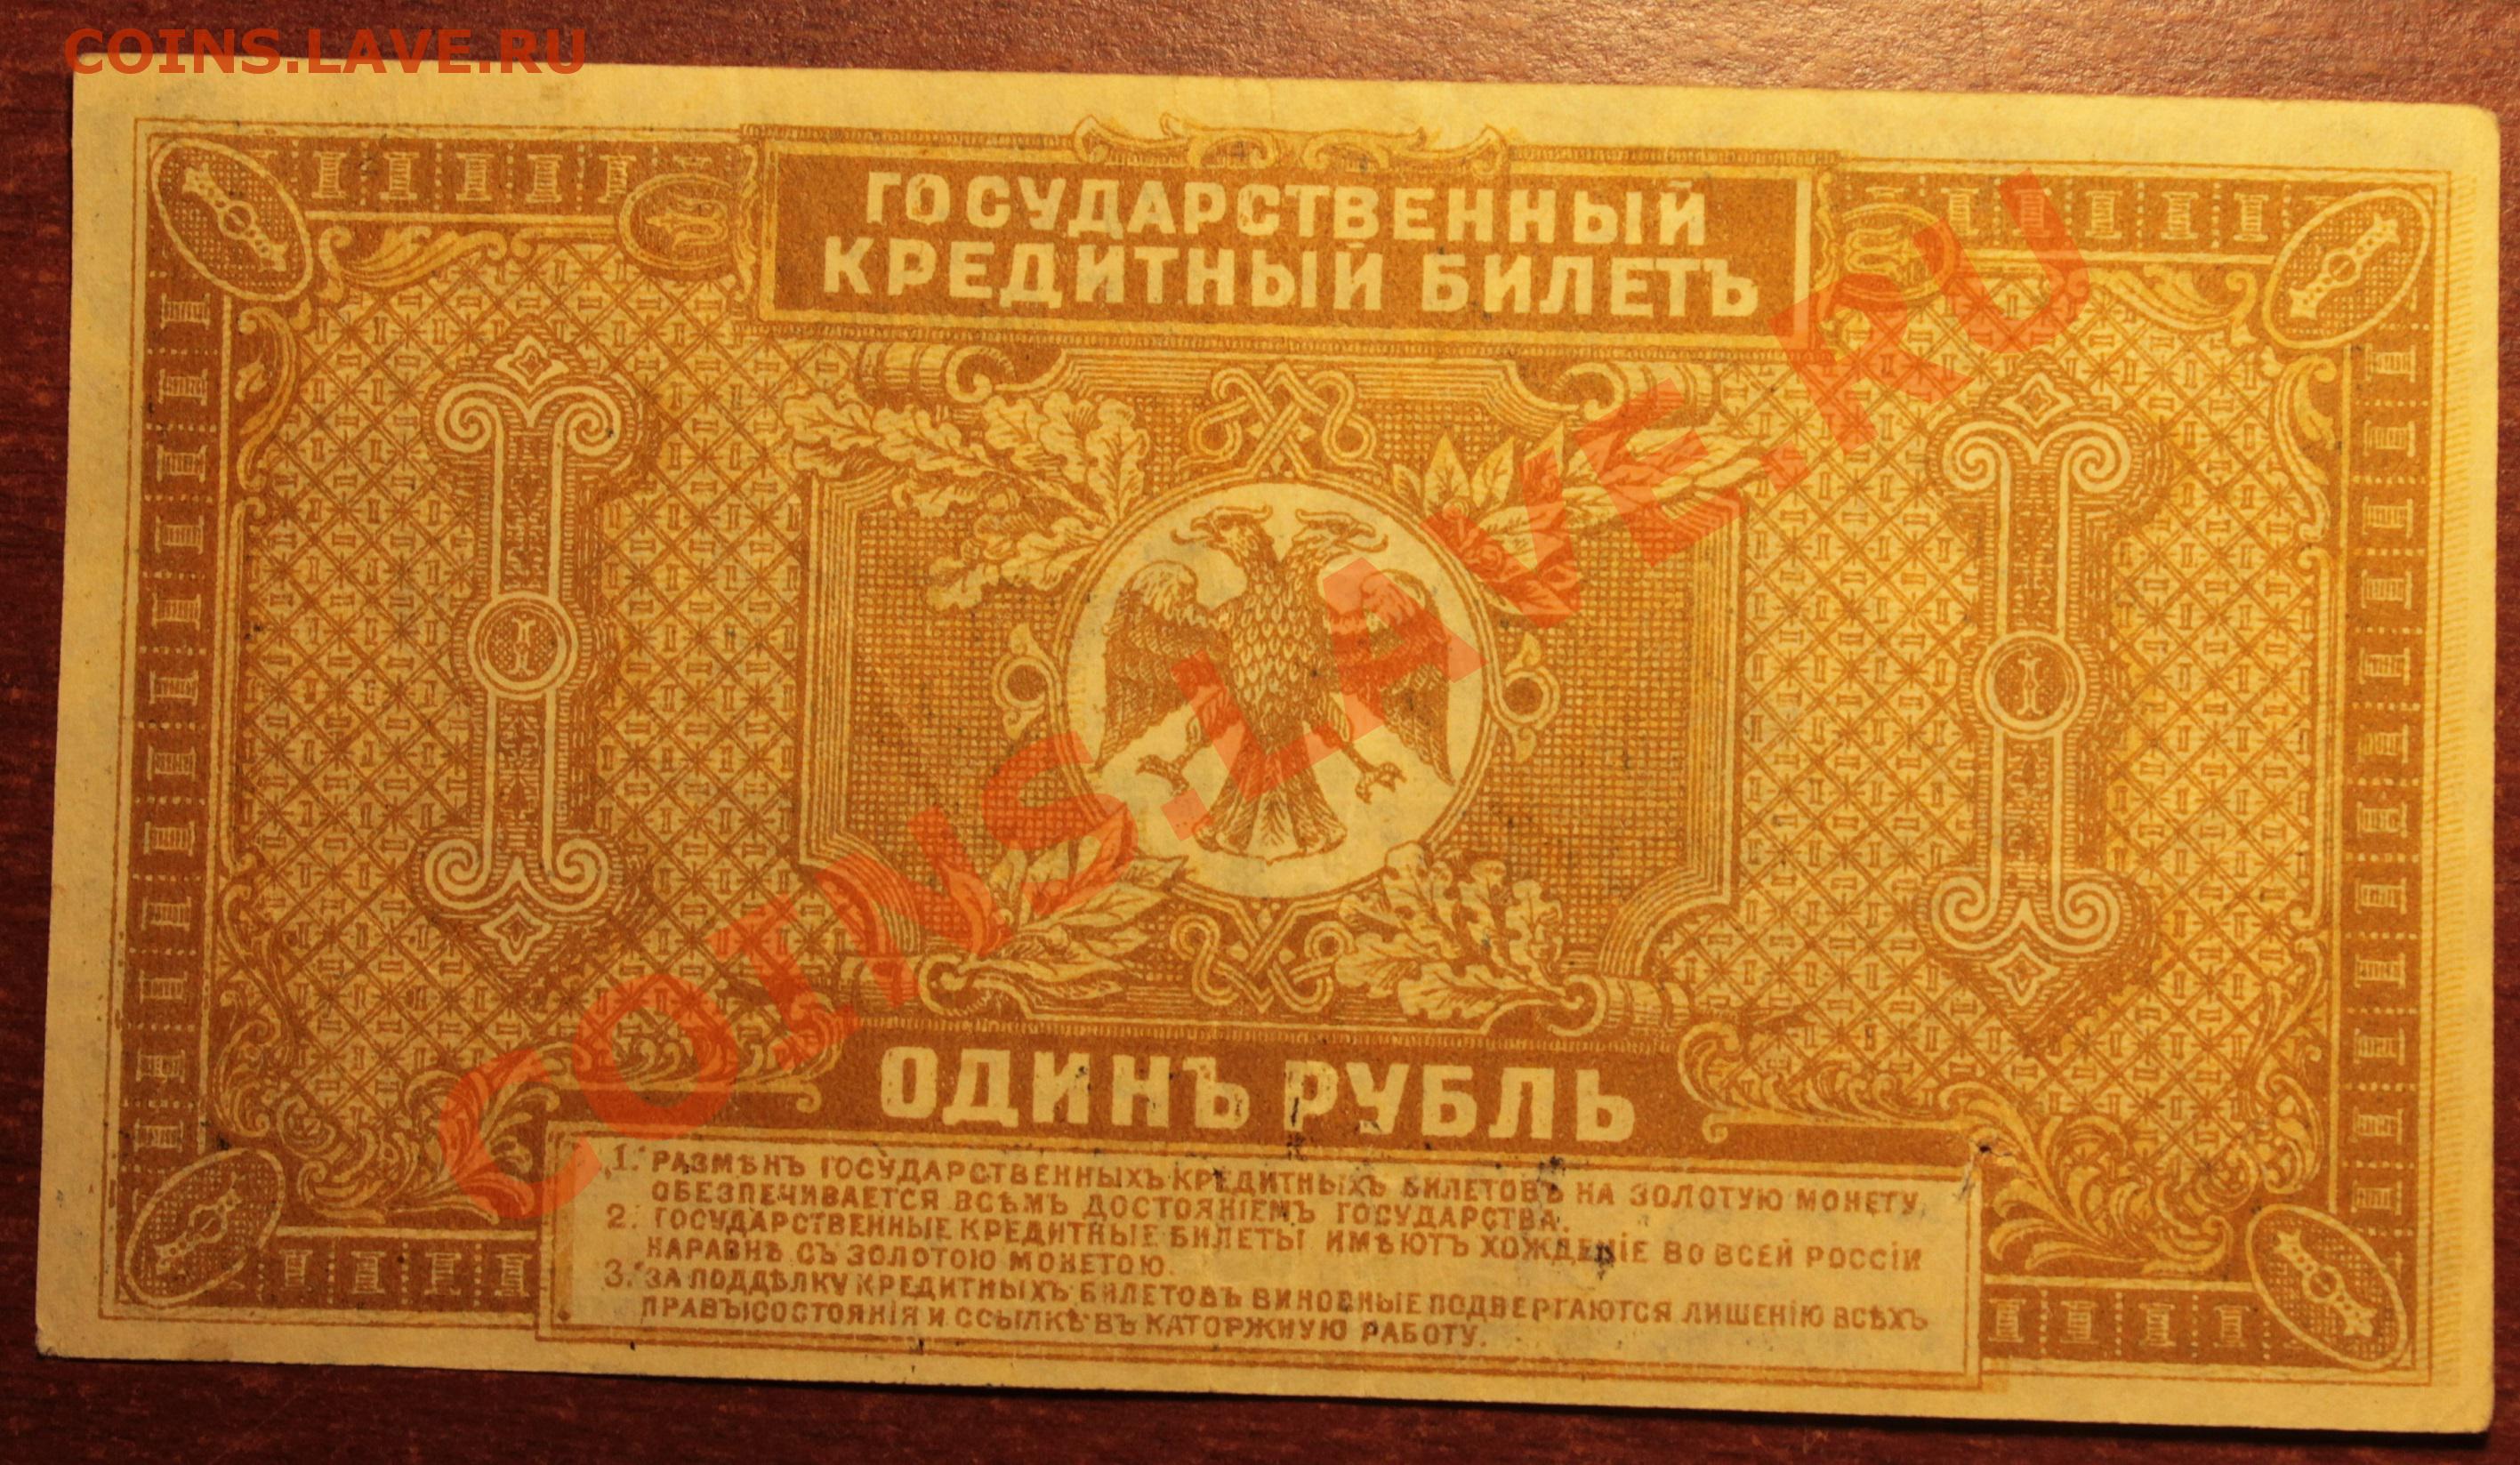 COINS.LAVE.RU
ГОСУДАРСТВЕННЫЙ
КРЕДИТНЫЙ БИЛЕТЪ
1
1
COINS.LAVE.RU
ОДИНЪ РУБЛЬ
1. РАЗМѢНЪ ГОСУДАРСТВЕННЫХЪ КРЕДИТНЫХЪ БИЛЕТОВЪ НА ЗОЛОТУЮ МОНЕТУ,
ОБЕЗПЕЧИВАЕТСЯ ВСѢМЪ ДОСТОЯНІЕМЪ ГОСУДАРСТВА.
2. ГОСУДАРСТВЕННЫЕ КРЕДИТНЫЕ БИЛЕТЫ ИМѢЮТЪ ХОЖДЕНІЕ ВО ВСЕЙ РОССІИ
НАРАВНѢ СЪ ЗОЛОТОЮ МОНЕТОЮ.
3. ЗА ПОДДѢЛКУ КРЕДИТНЫХЪ БИЛЕТОВЪ ВИНОВНЫЕ ПОДВЕРГАЮТСЯ ЛИШЕНІЮ ВСѢХЪ
ПРАВЪ СОСТОЯНІЯ И ССЫЛКѢ ВЪ КАТОРЖНУЮ РАБОТУ.